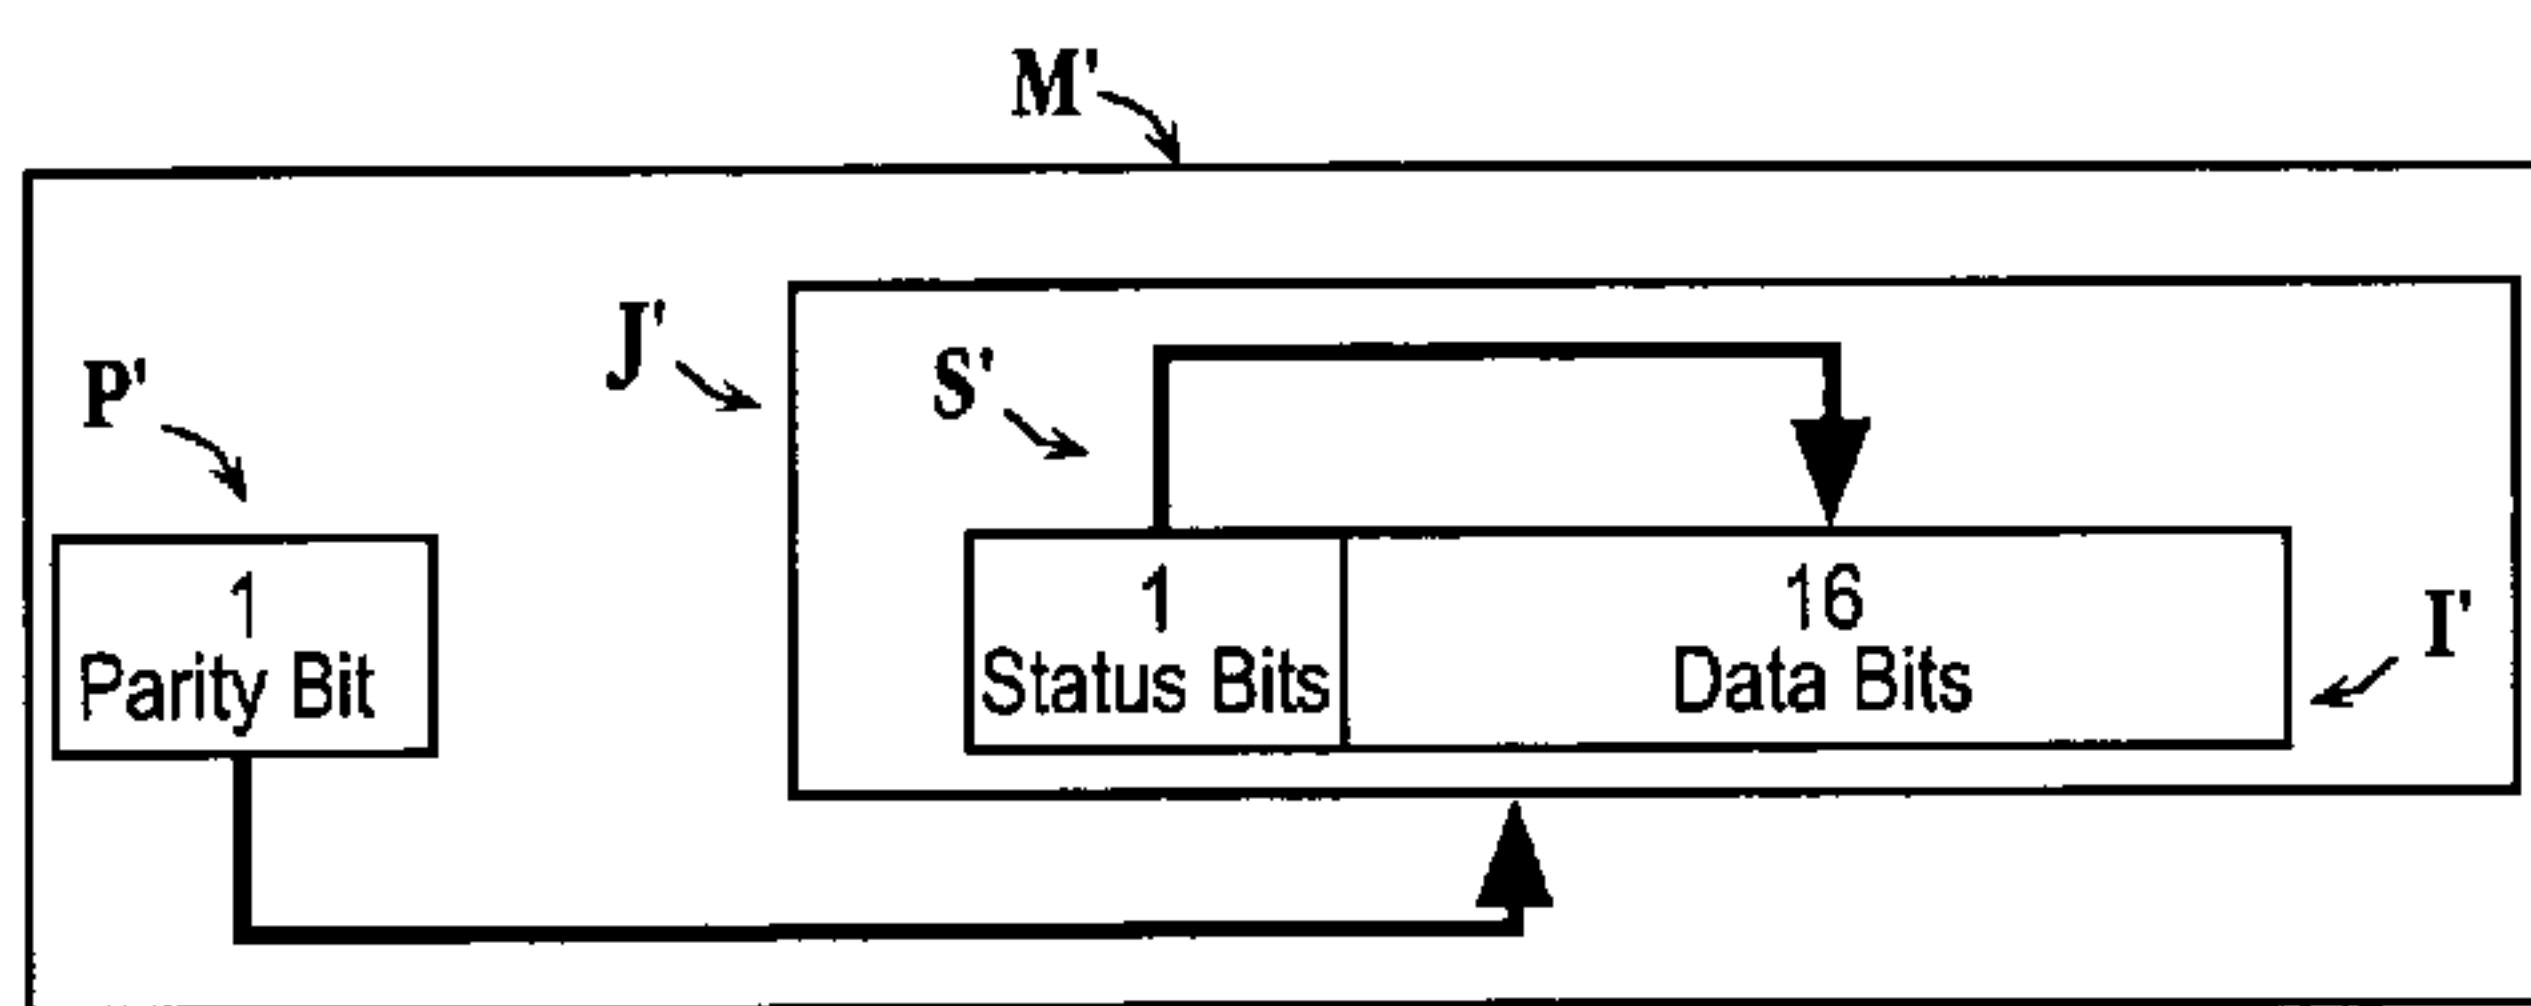 M'
J'
S'
P'
1
Parity Bit
1
Status Bits
16
Data Bits
I'